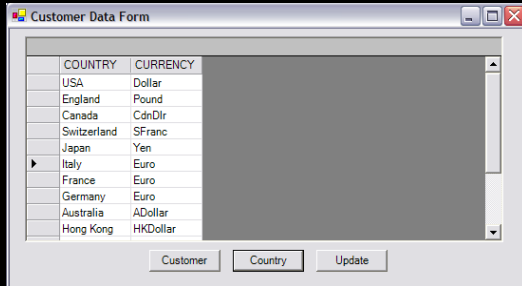 Customer Data Form
COUNTRY CURRENCY
USA Dollar
England Pound
Canada CdnDlr
Switzerland SFranc
Japan Yen
Italy Euro
France Euro
Germany Euro
Australia ADollar
Hong Kong HKDollar
Customer Country Update